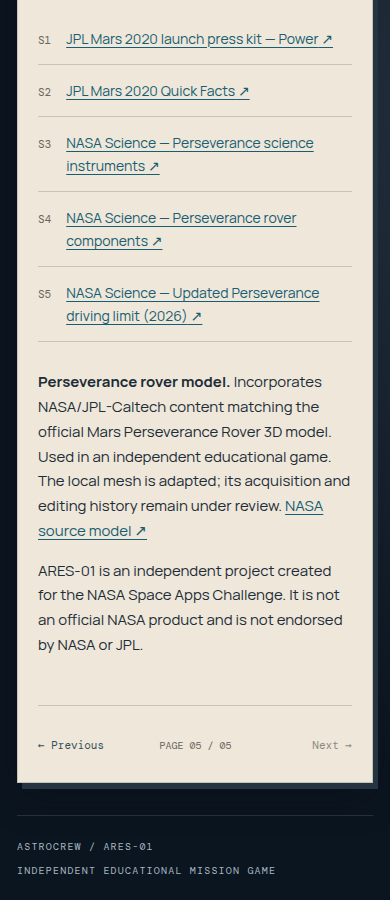 S1 JPL Mars 2020 launch press kit — Power ↗
S2 JPL Mars 2020 Quick Facts ↗
S3 NASA Science — Perseverance science
instruments ↗
S4 NASA Science — Perseverance rover
components ↗
S5 NASA Science — Updated Perseverance
driving limit (2026) ↗
Perseverance rover model. Incorporates
NASA/JPL-Caltech content matching the
official Mars Perseverance Rover 3D model.
Used in an independent educational game.
The local mesh is adapted; its acquisition and
editing history remain under review. NASA
source model ↗
ARES-01 is an independent project created
for the NASA Space Apps Challenge. It is not
an official NASA product and is not endorsed
by NASA or JPL.
← Previous PAGE 05 / 05 Next →
ASTROCREW / ARES-01
INDEPENDENT EDUCATIONAL MISSION GAME